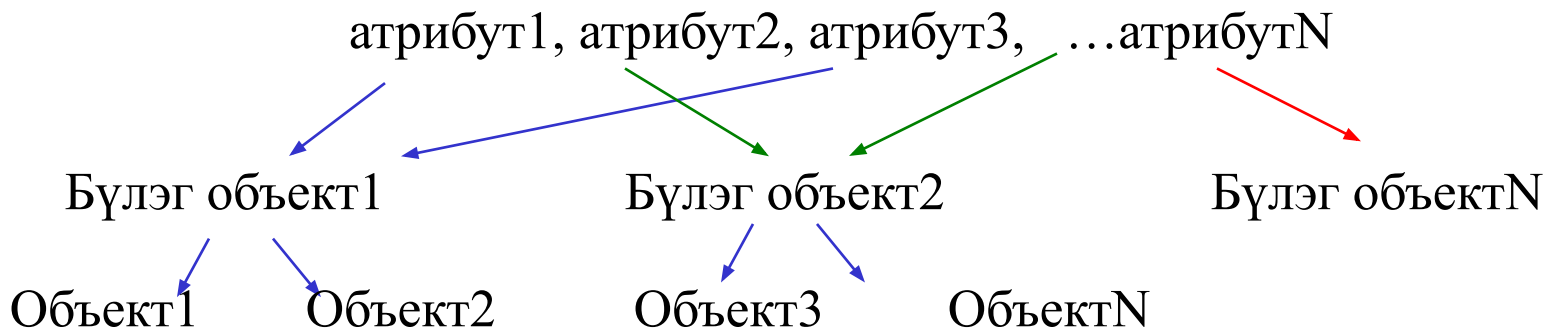 атрибут1, атрибут2, атрибут3, …атрибутN
Бүлэг объект1 Бүлэг объект2 Бүлэг объектN
Объект1 Объект2 Объект3 ОбъектN